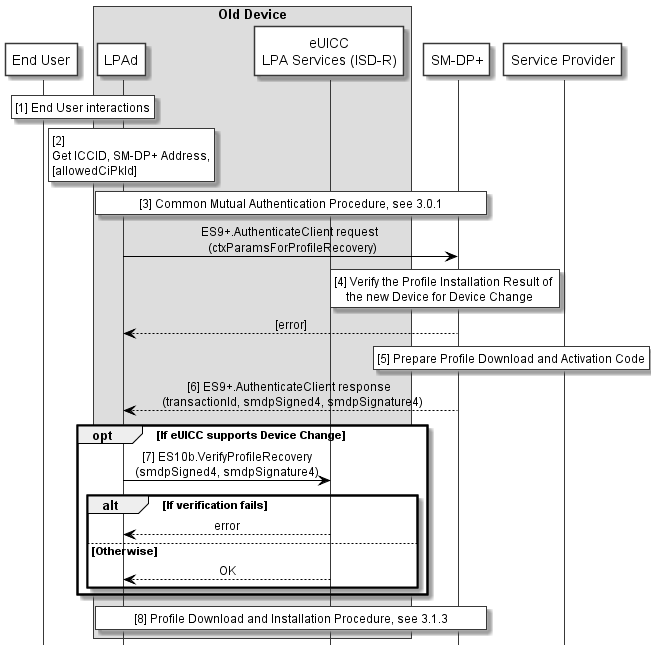 Old Device
End User
LPAd
eUICC
LPA Services (ISD-R)
SM-DP+
Service Provider
[1] End User interactions
[2]
Get ICCID, SM-DP+ Address,
[allowedCiPkId]
[3] Common Mutual Authentication Procedure, see 3.0.1
ES9+.AuthenticateClient request
(ctxParamsForProfileRecovery)
[4] Verify the Profile Installation Result of
the new Device for Device Change
[error]
[5] Prepare Profile Download and Activation Code
[6] ES9+.AuthenticateClient response
(transactionId, smdpSigned4, smdpSignature4)
opt [If eUICC supports Device Change]
[7] ES10b.VerifyProfileRecovery
(smdpSigned4, smdpSignature4)
alt [If verification fails]
error
[Otherwise]
OK
[8] Profile Download and Installation Procedure, see 3.1.3